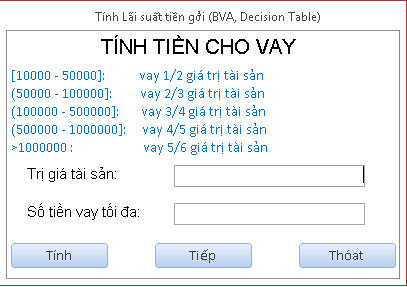 Tính Lãi suất tiền gởi (BVA, Decision Table)
TÍNH TIỀN CHO VAY
[10000 - 50000]: vay 1/2 giá trị tài sản
(50000 - 100000]: vay 2/3 giá trị tài sản
(100000 - 500000]: vay 3/4 giá trị tài sản
(500000 - 1000000]: vay 4/5 giá trị tài sản
>1000000 : vay 5/6 giá trị tài sản
Trị giá tài sản:
Số tiền vay tối đa:
Tính Tiếp Thoát